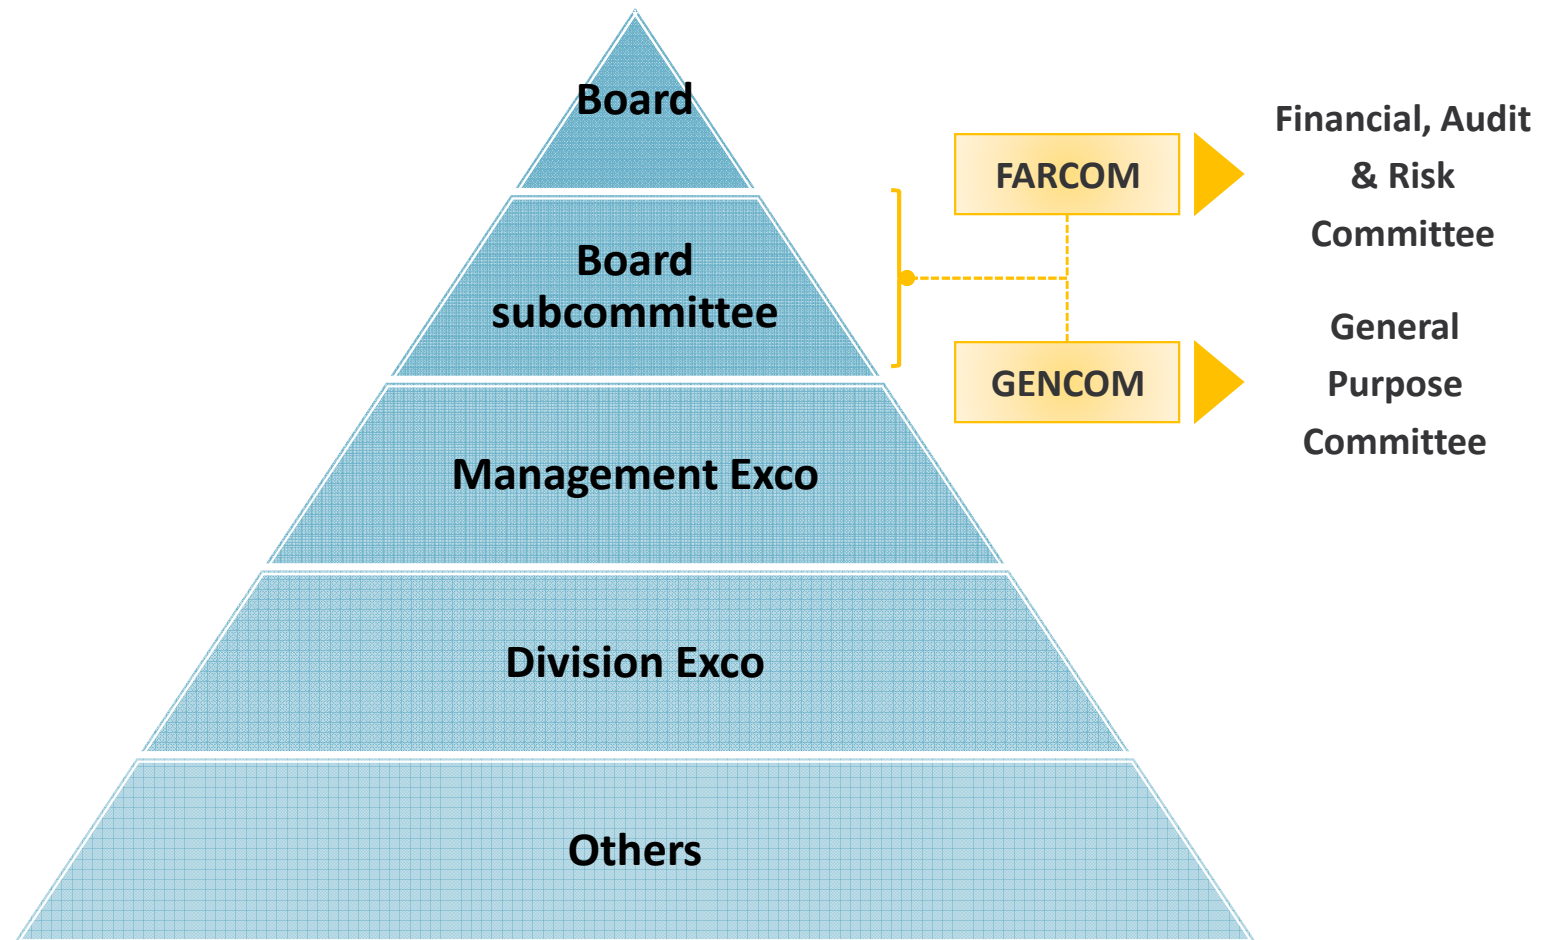 Board
Board
subcommittee
Management Exco
Division Exco
Others
FARCOM
Financial, Audit
& Risk
Committee
GENCOM
General
Purpose
Committee